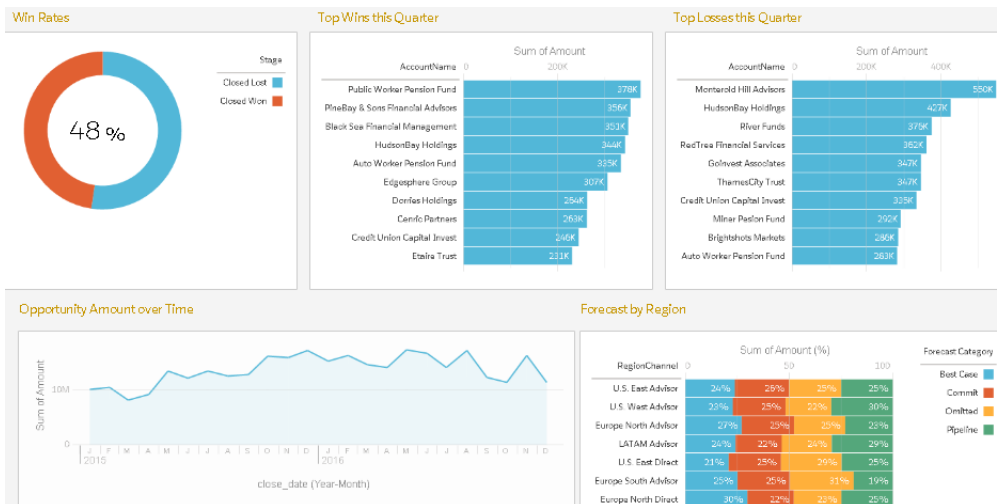 Win Rates
Stage
Closed Lost
Closed Won
48 %
Top Wins this Quarter
Sum of Amount
AccountName 0 200K
Public Worker Pension Fund 378K
PineBay & Sons Financial Advisors 356K
Black Sea Financial Management 351K
HudsonBay Holdings 344K
Auto Worker Pension Fund 335K
Edgesphere Group 307K
Dorries Holdings 264K
Cenric Partners 263K
Credit Union Capital Invest 246K
Etaire Trust 231K
Top Losses this Quarter
Sum of Amount
AccountName 0 200K 400K
Monterold Hill Advisors 550K
HudsonBay Holdings 427K
River Funds 376K
RedTree Financial Services 362K
GoInvest Associates 347K
ThamesCity Trust 347K
Credit Union Capital Invest 335K
Miner Pesion Fund 292K
Brightshots Markets 286K
Auto Worker Pension Fund 283K
Opportunity Amount over Time
Sum of Amount
10M
0
J F M A M J J A S O N D J F M A M J J A S O N D
2015 2016
close_date (Year-Month)
Forecast by Region
Sum of Amount (%)
RegionChannel 0 50 100
U.S. East Advisor 24% 26% 25% 25%
U.S. West Advisor 23% 25% 22% 30%
Europe North Advisor 27% 25% 25% 23%
LATAM Advisor 24% 22% 24% 29%
U.S. East Direct 21% 25% 29% 25%
Europe South Advisor 25% 25% 31% 19%
Europe North Direct 30% 22% 23% 25%
Forecast Category
Best Case
Commit
Omitted
Pipeline